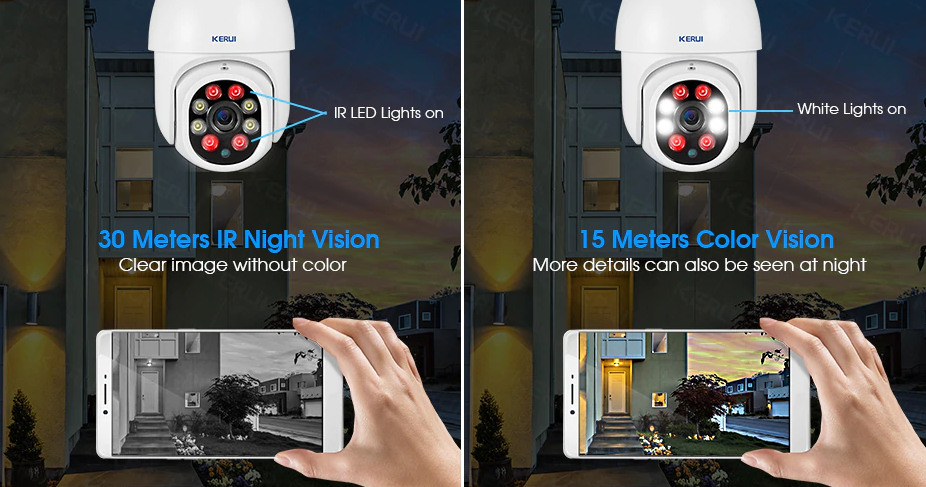 KERUI
IR LED Lights on
30 Meters IR Night Vision
Clear image without color
KERUI
White Lights on
15 Meters Color Vision
More details can also be seen at night